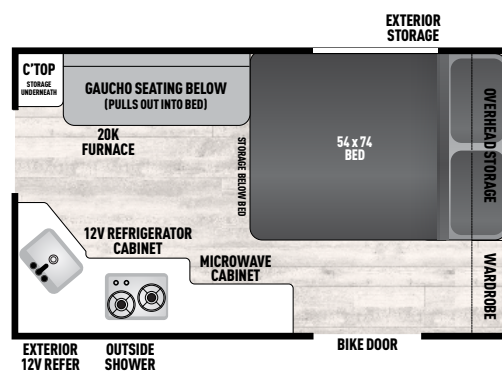 EXTERIOR
STORAGE
C'TOP
STORAGE
UNDERNEATH
GAUCHO SEATING BELOW
(PULLS OUT INTO BED)
20K
FURNACE
STORAGE BELOW BED
54 x 74
BED
OVERHEAD STORAGE
12V REFRIGERATOR
CABINET
MICROWAVE
CABINET
WARDROBE
EXTERIOR
12V REFER
OUTSIDE
SHOWER
BIKE DOOR